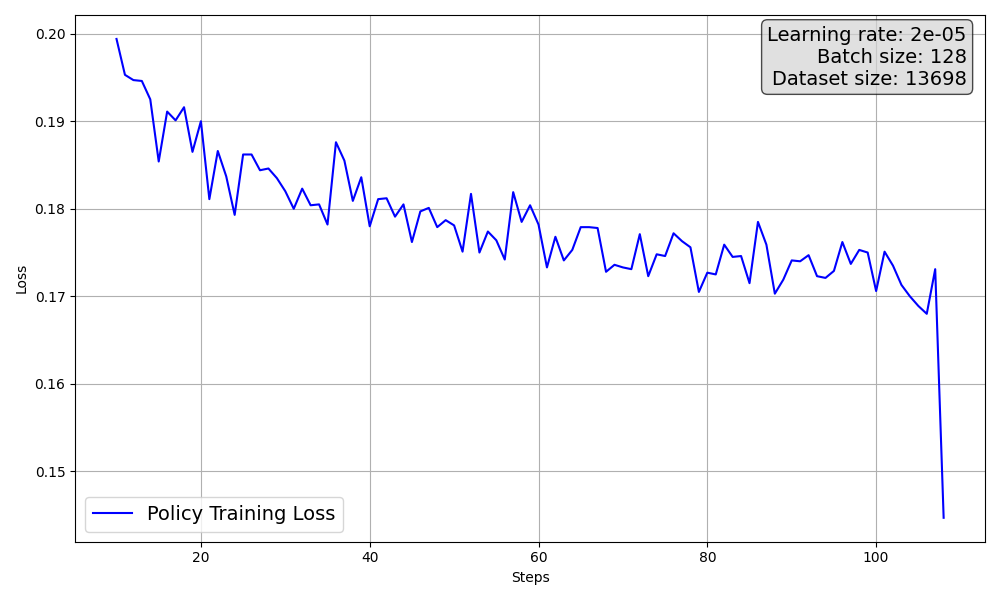 Learning rate: 2e-05
Batch size: 128
Dataset size: 13698
0.20
0.19
0.18
0.17
0.16
0.15
Loss
Policy Training Loss
20 40 60 80 100
Steps